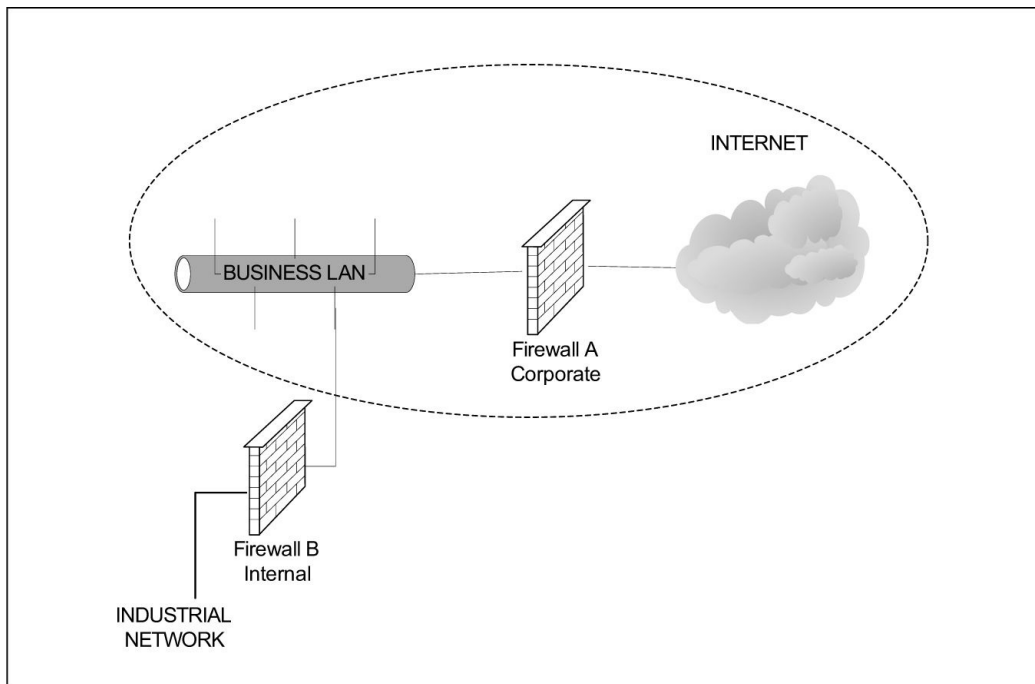 INTERNET
BUSINESS LAN
Firewall A
Corporate
Firewall B
Internal
INDUSTRIAL
NETWORK